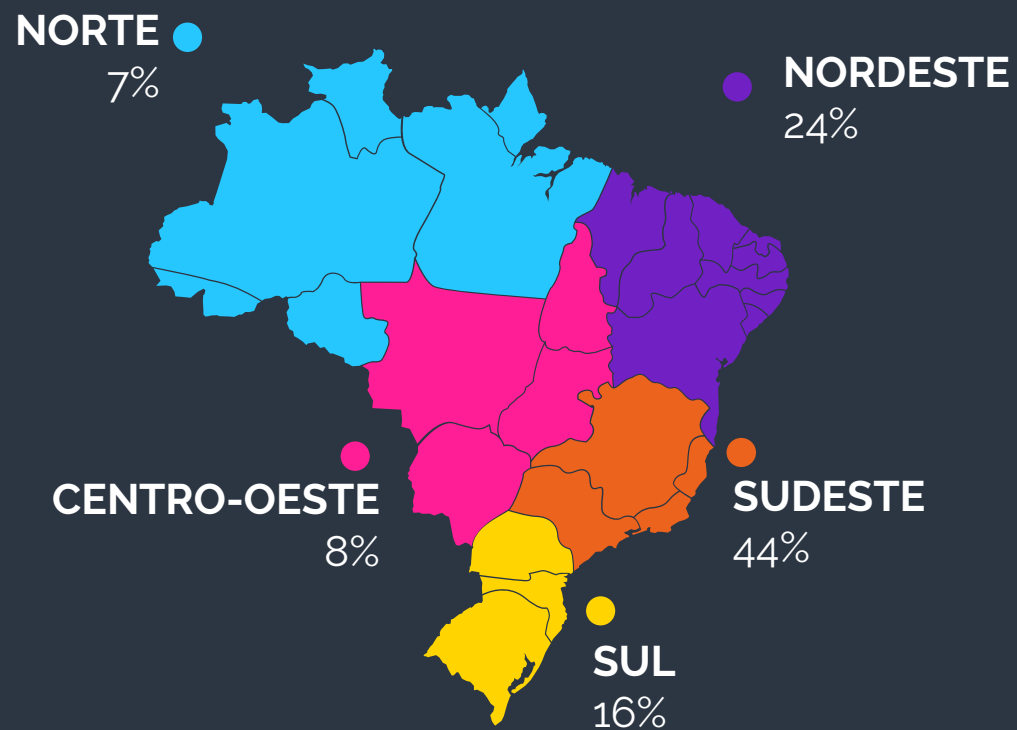 NORTE
7%
NORDESTE
24%
CENTRO-OESTE
8%
SUDESTE
44%
SUL
16%